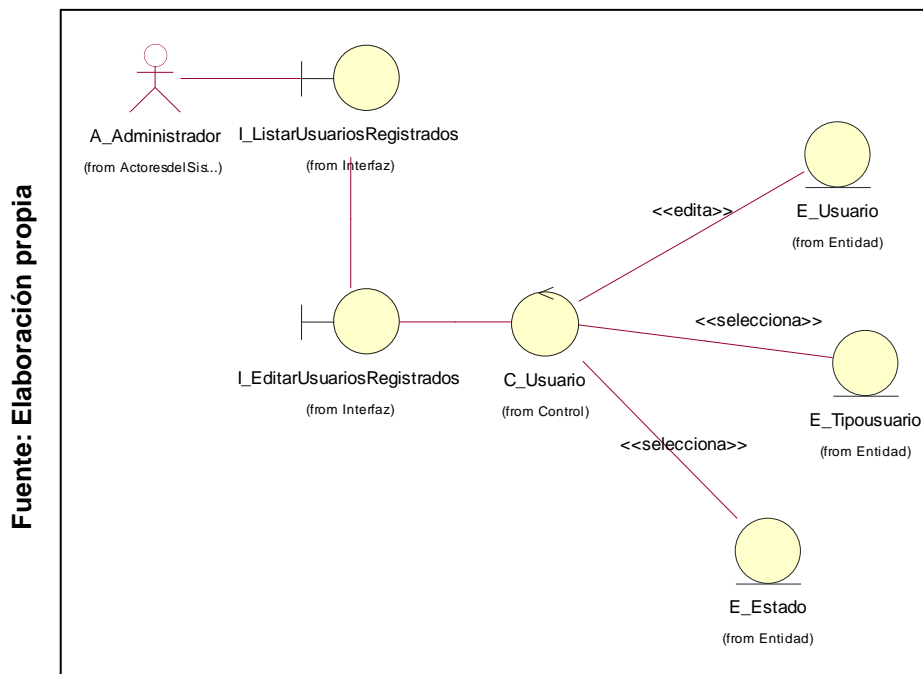 Fuente: Elaboración propia
A_Administrador
(from ActoresdelSis...)
I_ListarUsuariosRegistrados
(from Interfaz)
<<edita>>
E_Usuario
(from Entidad)
<<selecciona>>
I_EditarUsuariosRegistrados
(from Interfaz)
C_Usuario
(from Control)
E_Tipousuario
(from Entidad)
<<selecciona>>
E_Estado
(from Entidad)